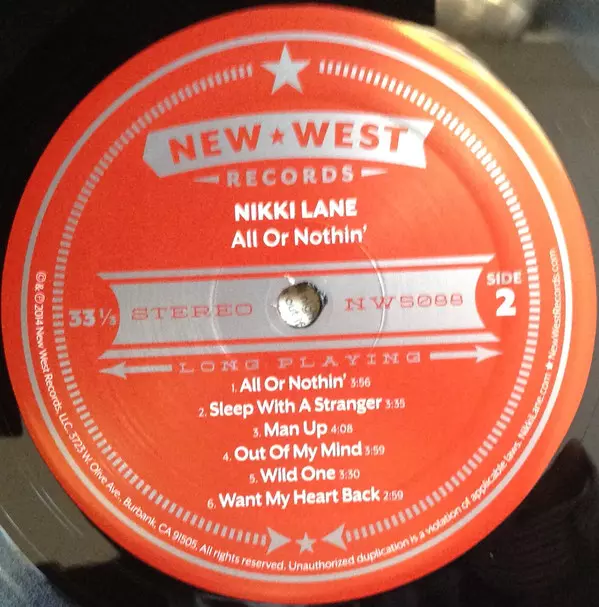 NEW ★ WEST
RECORDS
NIKKI LANE
All Or Nothin'
SIDE
2
33 ⅓
STEREO
NW5088
LONG PLAYING
1. All Or Nothin' 3:56
2. Sleep With A Stranger 3:35
3. Man Up 4:08
4. Out Of My Mind 3:59
5. Wild One 3:30
6. Want My Heart Back 2:59
©& ℗ 2014 New West Records, LLC. 3723 W. Olive Ave., Burbank, CA 91505. All rights reserved. Unauthorized duplication is a violation of applicable laws. NikkiLane.com ★ NewWestRecords.com